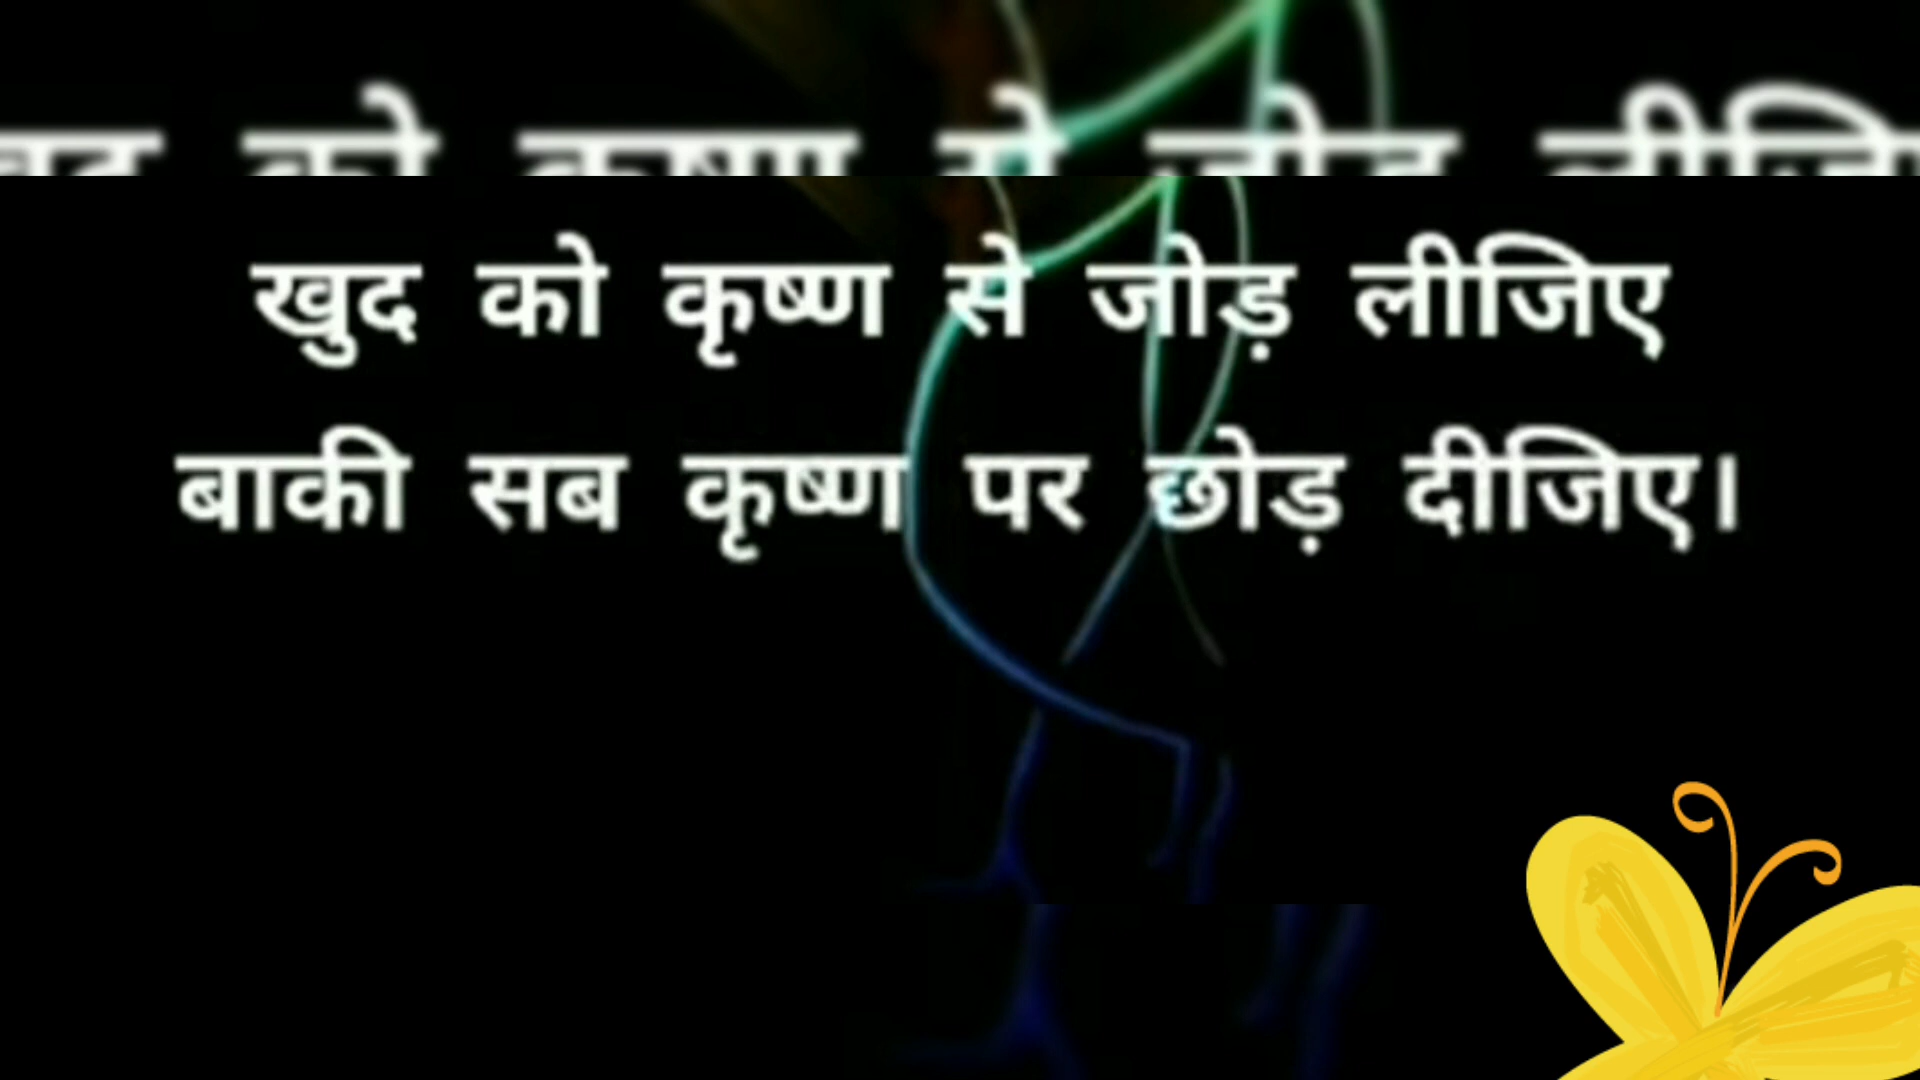 खुद को कृष्ण से जोड़ लीजिए
बाकी सब कृष्ण पर छोड़ दीजिए।